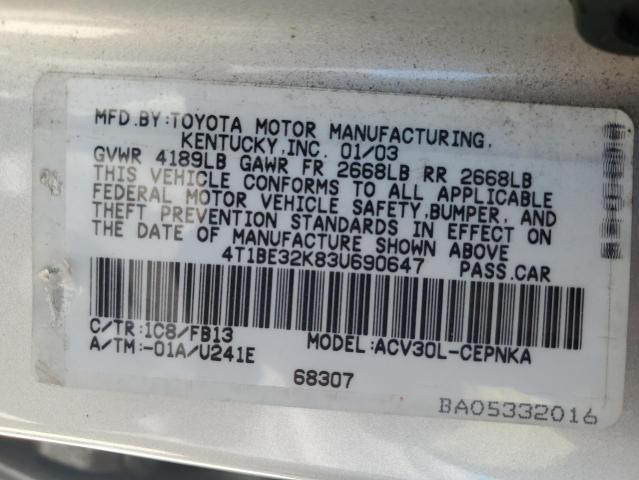 MFD.BY:TOYOTA MOTOR MANUFACTURING,
KENTUCKY,INC. 01/03
GVWR 4189LB GAWR FR 2668LB RR 2668LB
THIS VEHICLE CONFORMS TO ALL APPLICABLE
FEDERAL MOTOR VEHICLE SAFETY,BUMPER, AND
THEFT PREVENTION STANDARDS IN EFFECT ON
THE DATE OF MANUFACTURE SHOWN ABOVE
4T1BE32K83U690647 PASS.CAR
C/TR:1C8/FB13 MODEL:ACV30L-CEPNKA
A/TM:-01A/U241E
68307
BA05332016